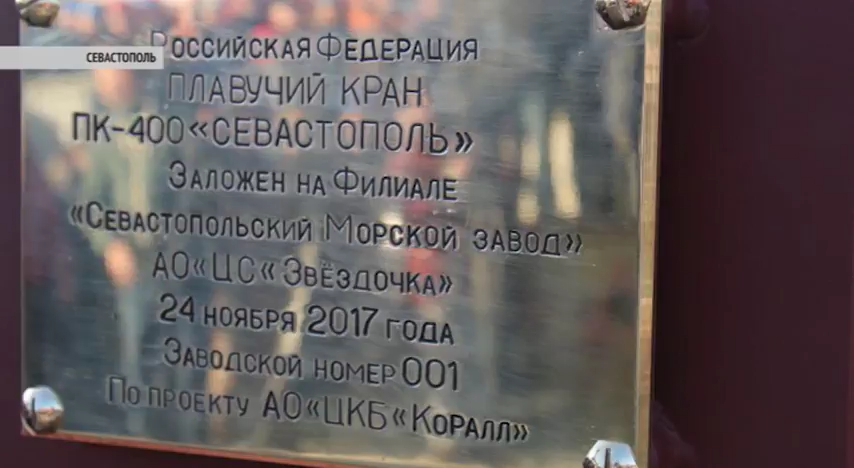 СЕВАСТОПОЛЬ
Российская Федерация
ПЛАВУЧИЙ КРАН
ПК-400 «СЕВАСТОПОЛЬ»
Заложен на Филиале
«Севастопольский Морской завод»
АО «ЦС «Звёздочка»
24 ноября 2017 года
Заводской номер 001
По проекту АО «ЦКБ «Коралл»